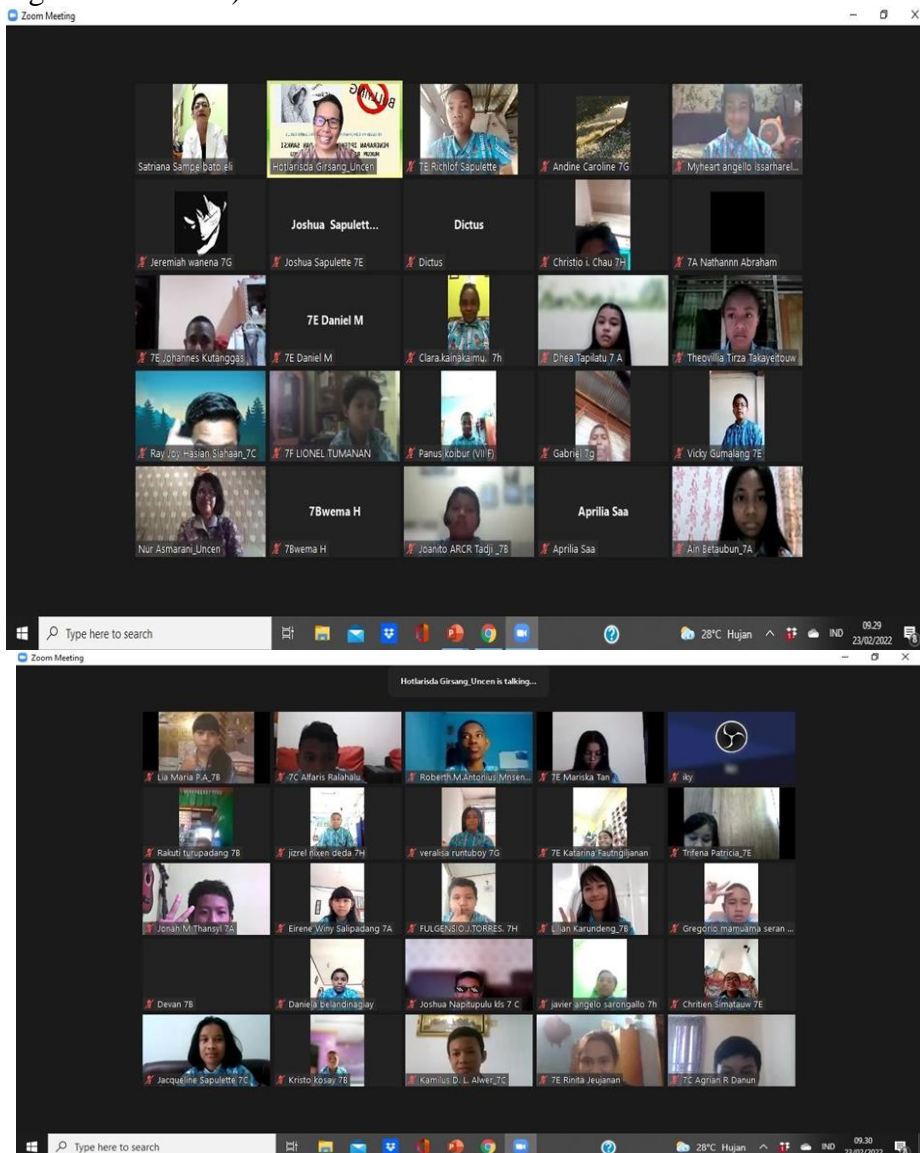 Zoom Meeting
BULLYING
Satriana Sampe bato eli
Hotlarisda Girsang_Uncen
7E Richlof Sapulette
Andine Caroline 7G
Myheart angello issarharel...
Joshua Sapulett...
Dictus
Jeremiah wanena 7G
Joshua Sapulette 7E
Dictus
Christio i. Chau 7H
7A Nathannn Abraham
7E Daniel M
7E Johannes Kutanggas
7E Daniel M
Clara.kainakaimu. 7h
Dhea Tapilatu 7 A
Theovillia Tirza Takayeitouw
Ray Joy Hasian Siahaan_7C
7F LIONEL TUMANAN
Panus koibur (VII F)
Gabriel 7g
Vicky Gumalang 7E
7Bwema H
Aprilia Saa
Nur Asmarani_Uncen
7Bwema H
Joanito ARCR Tadji _7B
Aprilia Saa
Ain Betaubun_7A
Type here to search
28°C Hujan
IND
09.29
23/02/2022
Zoom Meeting
Hotlarisda Girsang_Uncen is talking...
Lia Maria P.A_7B
7C Alfaris Ralahalu
Roberth.M.Antonius Mnsen...
7E Mariska Tan
iky
Rakuti turupadang 7B
jizrel nixen deda 7H
veralisa runtuboy 7G
7E Katarina Fautngiljanan
Trifena Patricia_7E
Jonah M Thansyl 7A
Eirene Winy Salipadang 7A
FULGENSIO.J.TORRES. 7H
Lilian Karundeng_7B
Gregorio mamuama seran ...
Devan 7B
Daniela belandinagiay
Joshua Napitupulu kls 7 C
javier angelo sarongallo 7h
Chritien Simatauw 7E
Jacqueline Sapulette 7C
Kristo kosay 7B
Kamilus D. L. Alwer_7C
7E Rinita Jeujanan
7C Agrian R Danun
Type here to search
28°C Hujan
IND
09.30
23/02/2022